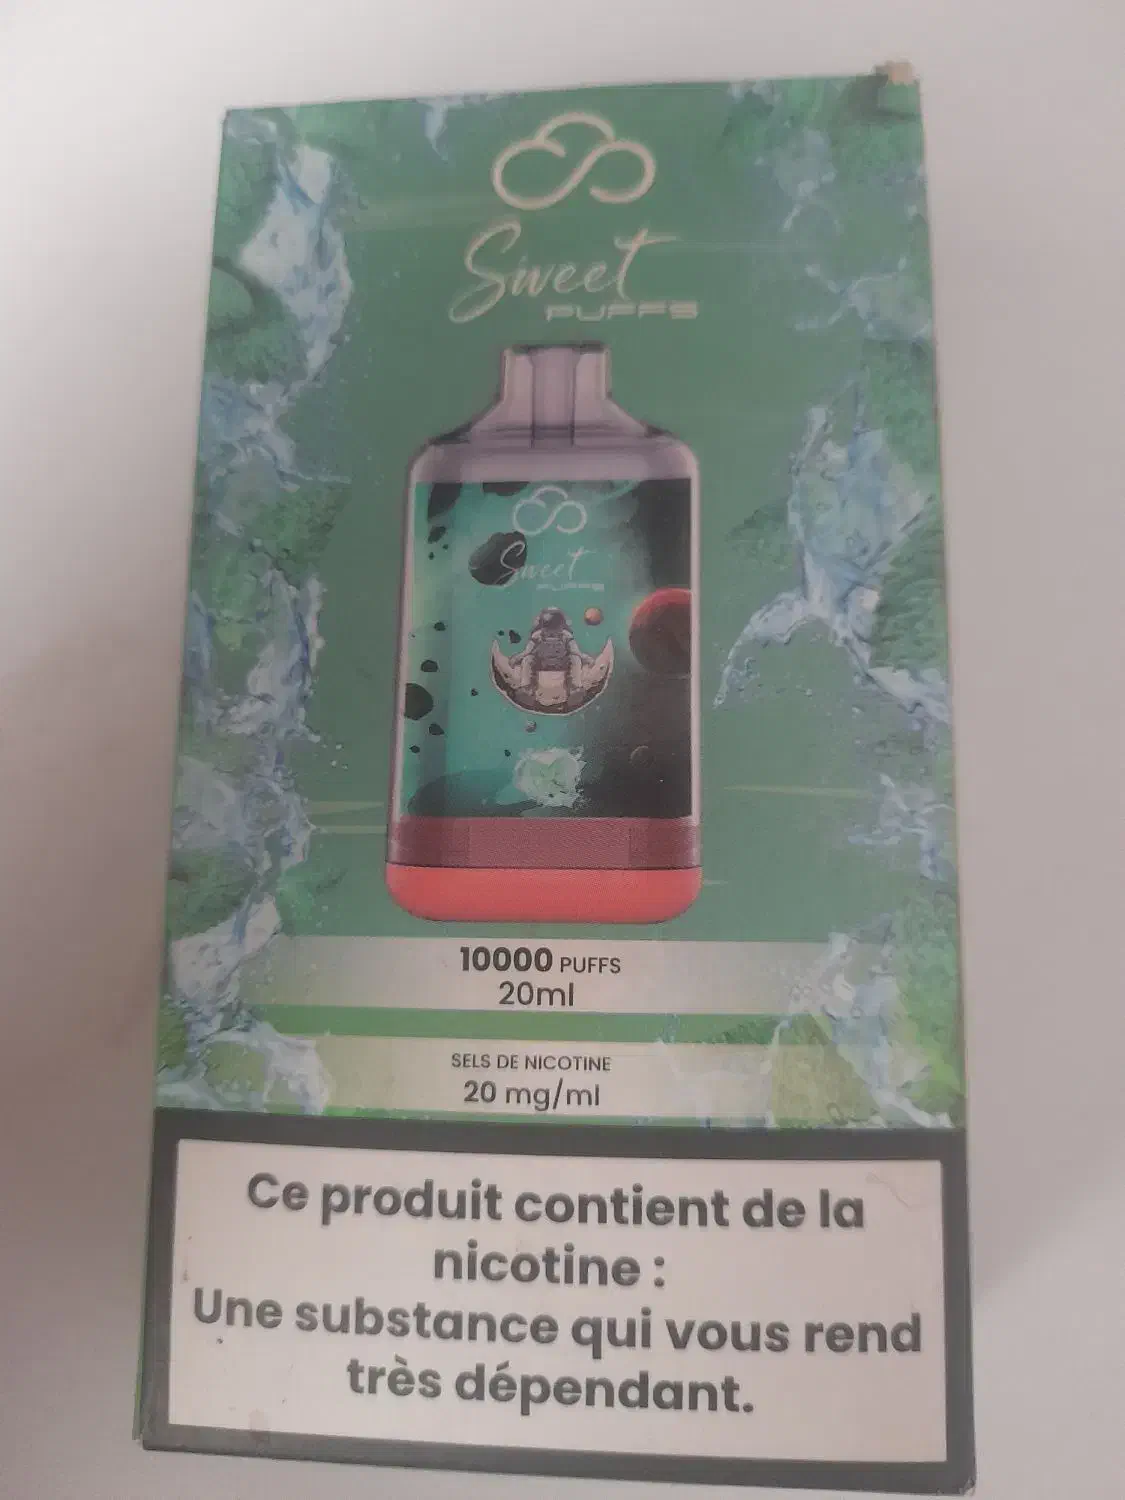 Sweet
PUFFS
Sweet
PUFFS
10000 PUFFS
20ml
SELS DE NICOTINE
20 mg/ml
Ce produit contient de la
nicotine :
Une substance qui vous rend
très dépendant.